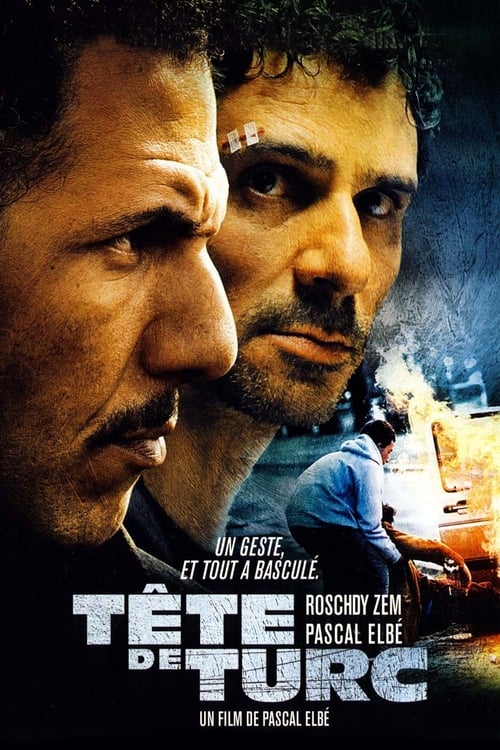 UN GESTE,
ET TOUT A BASCULÉ.
TÊTE
DE TURC
ROSCHDY ZEM
PASCAL ELBÉ
UN FILM DE PASCAL ELBÉ